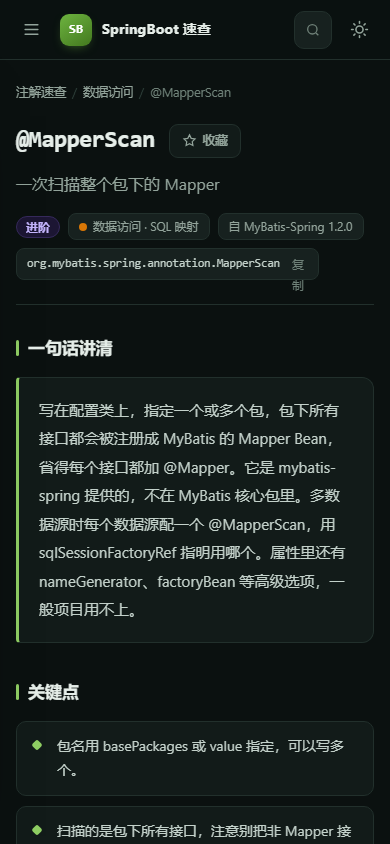 SB SpringBoot 速查
注解速查 / 数据访问 / @MapperScan
@MapperScan 收藏
一次扫描整个包下的 Mapper
进阶 数据访问 · SQL 映射 自 MyBatis-Spring 1.2.0
org.mybatis.spring.annotation.MapperScan 复
制
一句话讲清
写在配置类上，指定一个或多个包，包下所有
接口都会被注册成 MyBatis 的 Mapper Bean，
省得每个接口都加 @Mapper。它是 mybatis-
spring 提供的，不在 MyBatis 核心包里。多数
据源时每个数据源配一个 @MapperScan，用
sqlSessionFactoryRef 指明用哪个。属性里还有
nameGenerator、factoryBean 等高级选项，一
般项目用不上。
关键点
包名用 basePackages 或 value 指定，可以写多
个。
扫描的是包下所有接口，注意别把非 Mapper 接